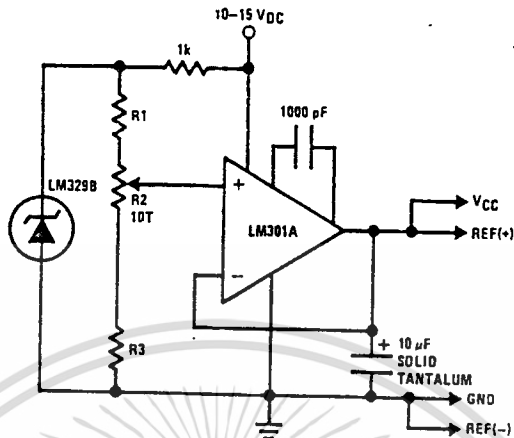 10–15 VDC
1k
1000 pF
R1
LM329B
R2
10T
+
LM301A
VCC
REF(+)
−
+ 10 µF
SOLID
TANTALUM
R3
GND
REF(−)